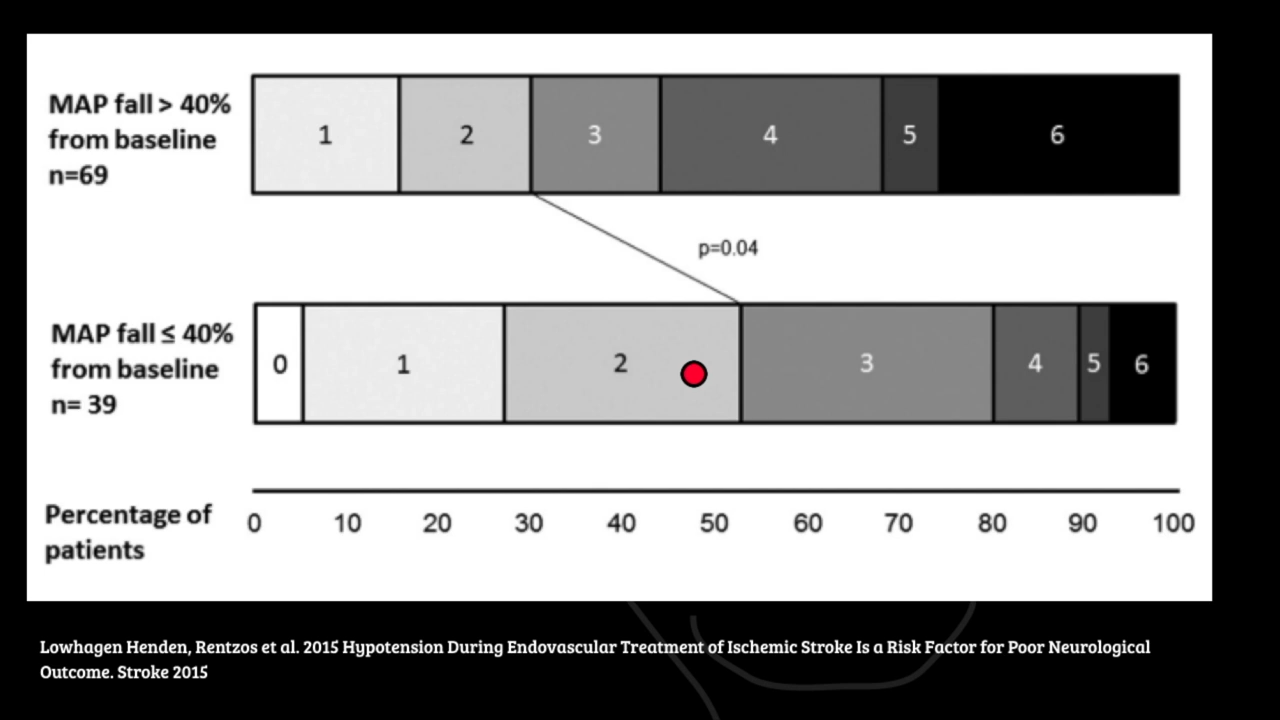 MAP fall > 40%
from baseline
n=69
1 2 3 4 5 6
p=0.04
MAP fall ≤ 40%
from baseline
n= 39
0 1 2 3 4 5 6
Percentage of
patients
0 10 20 30 40 50 60 70 80 90 100
Lowhagen Henden, Rentzos et al. 2015 Hypotension During Endovascular Treatment of Ischemic Stroke Is a Risk Factor for Poor Neurological
Outcome. Stroke 2015